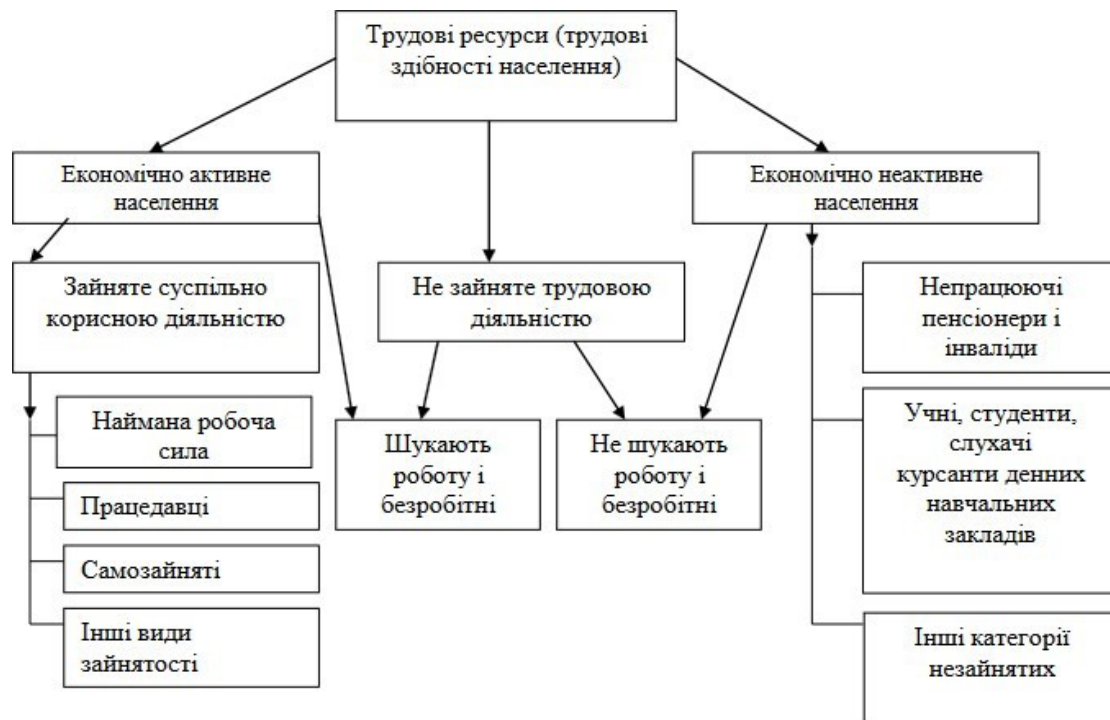 Трудові ресурси (трудові
здібності населення)
Економічно активне
населення
Економічно неактивне
населення
Зайняте суспільно
корисною діяльністю
Не зайняте трудовою
діяльністю
Непрацюючі
пенсіонери і
інваліди
Наймана робоча
сила
Шукають
роботу і
безробітні
Не шукають
роботу і
безробітні
Учні, студенти,
слухачі
курсанти денних
навчальних
закладів
Працедавці
Самозайняті
Інші види
зайнятості
Інші категорії
незайнятих